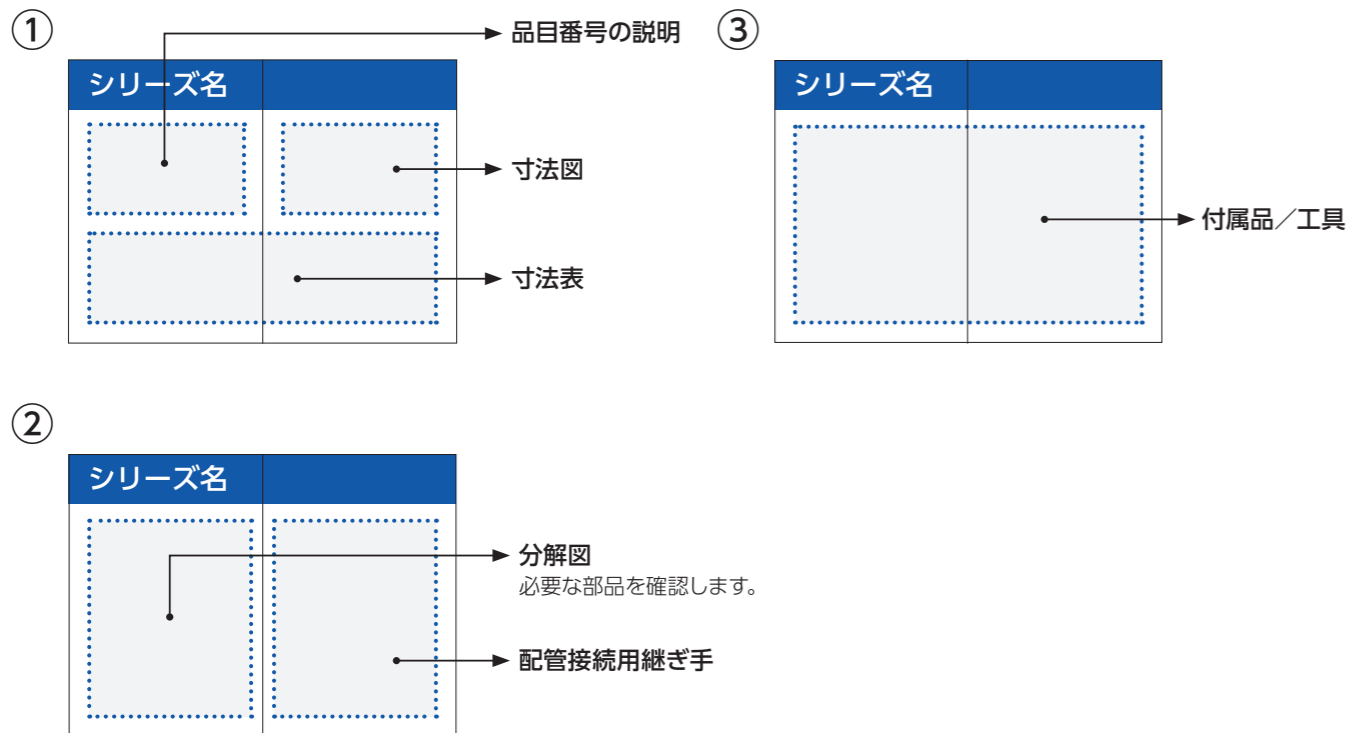 ①
品目番号の説明
シリーズ名
寸法図
寸法表
②
シリーズ名
分解図
必要な部品を確認します。
配管接続用継ぎ手
③
シリーズ名
付属品／工具